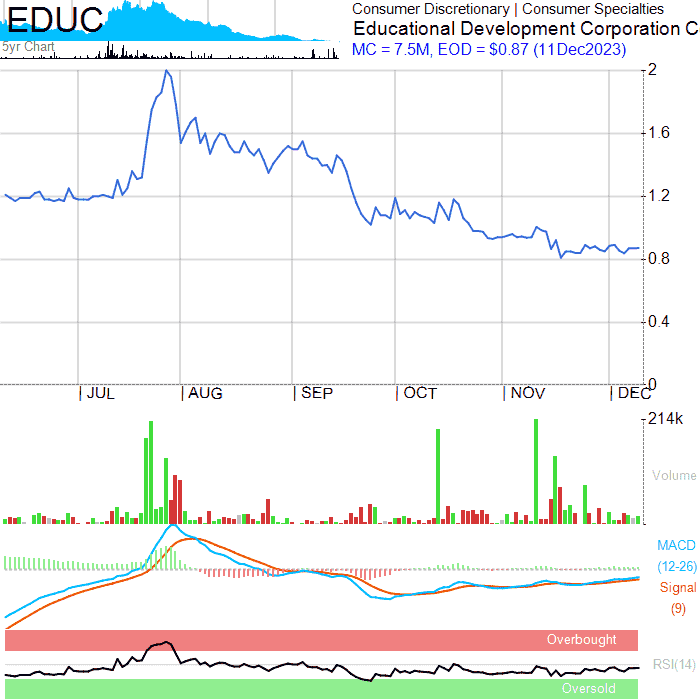 EDUC
5yr Chart
Consumer Discretionary | Consumer Specialties
Educational Development Corporation C
MC = 7.5M, EOD = $0.87 (11Dec2023)
2
1.6
1.2
0.8
0.4
0
| JUL | AUG | SEP | OCT | NOV | DEC
214k
Volume
MACD
(12-26)
Signal
(9)
Overbought
RSI(14)
Oversold